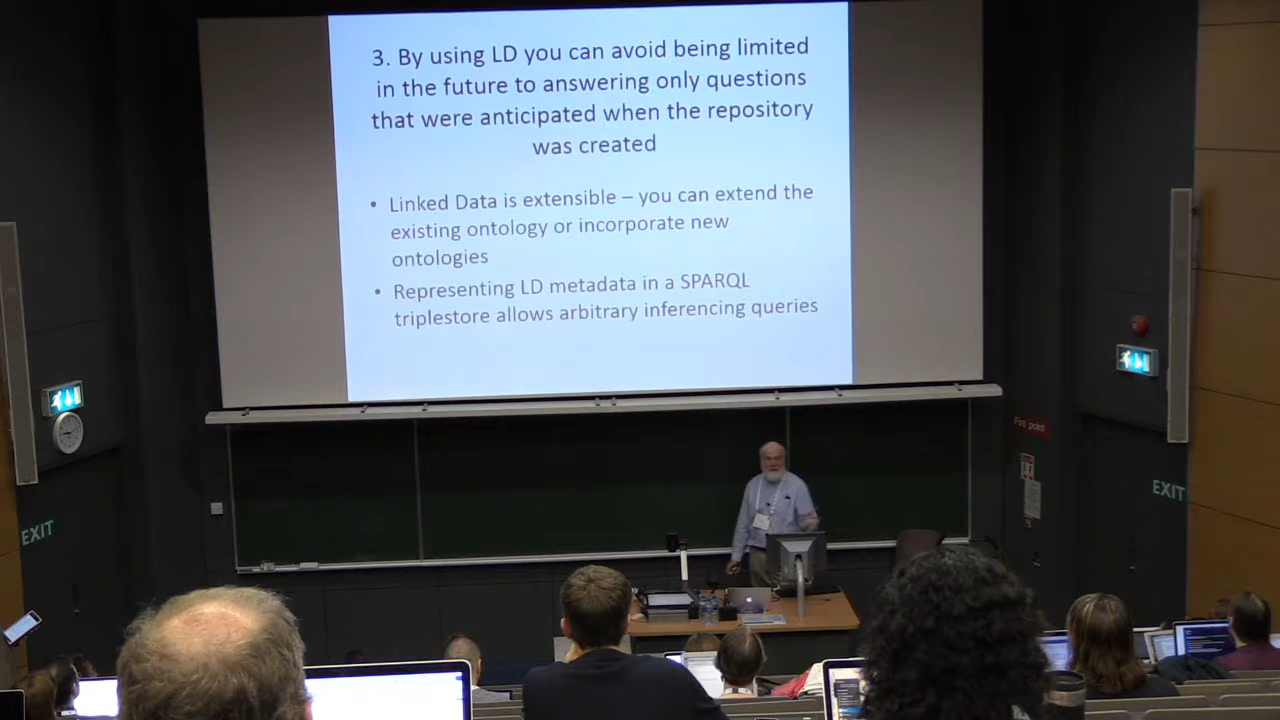 3. By using LD you can avoid being limited
in the future to answering only questions
that were anticipated when the repository
was created
• Linked Data is extensible – you can extend the
existing ontology or incorporate new
ontologies
• Representing LD metadata in a SPARQL
triplestore allows arbitrary inferencing queries
Fire point
EXIT
EXIT